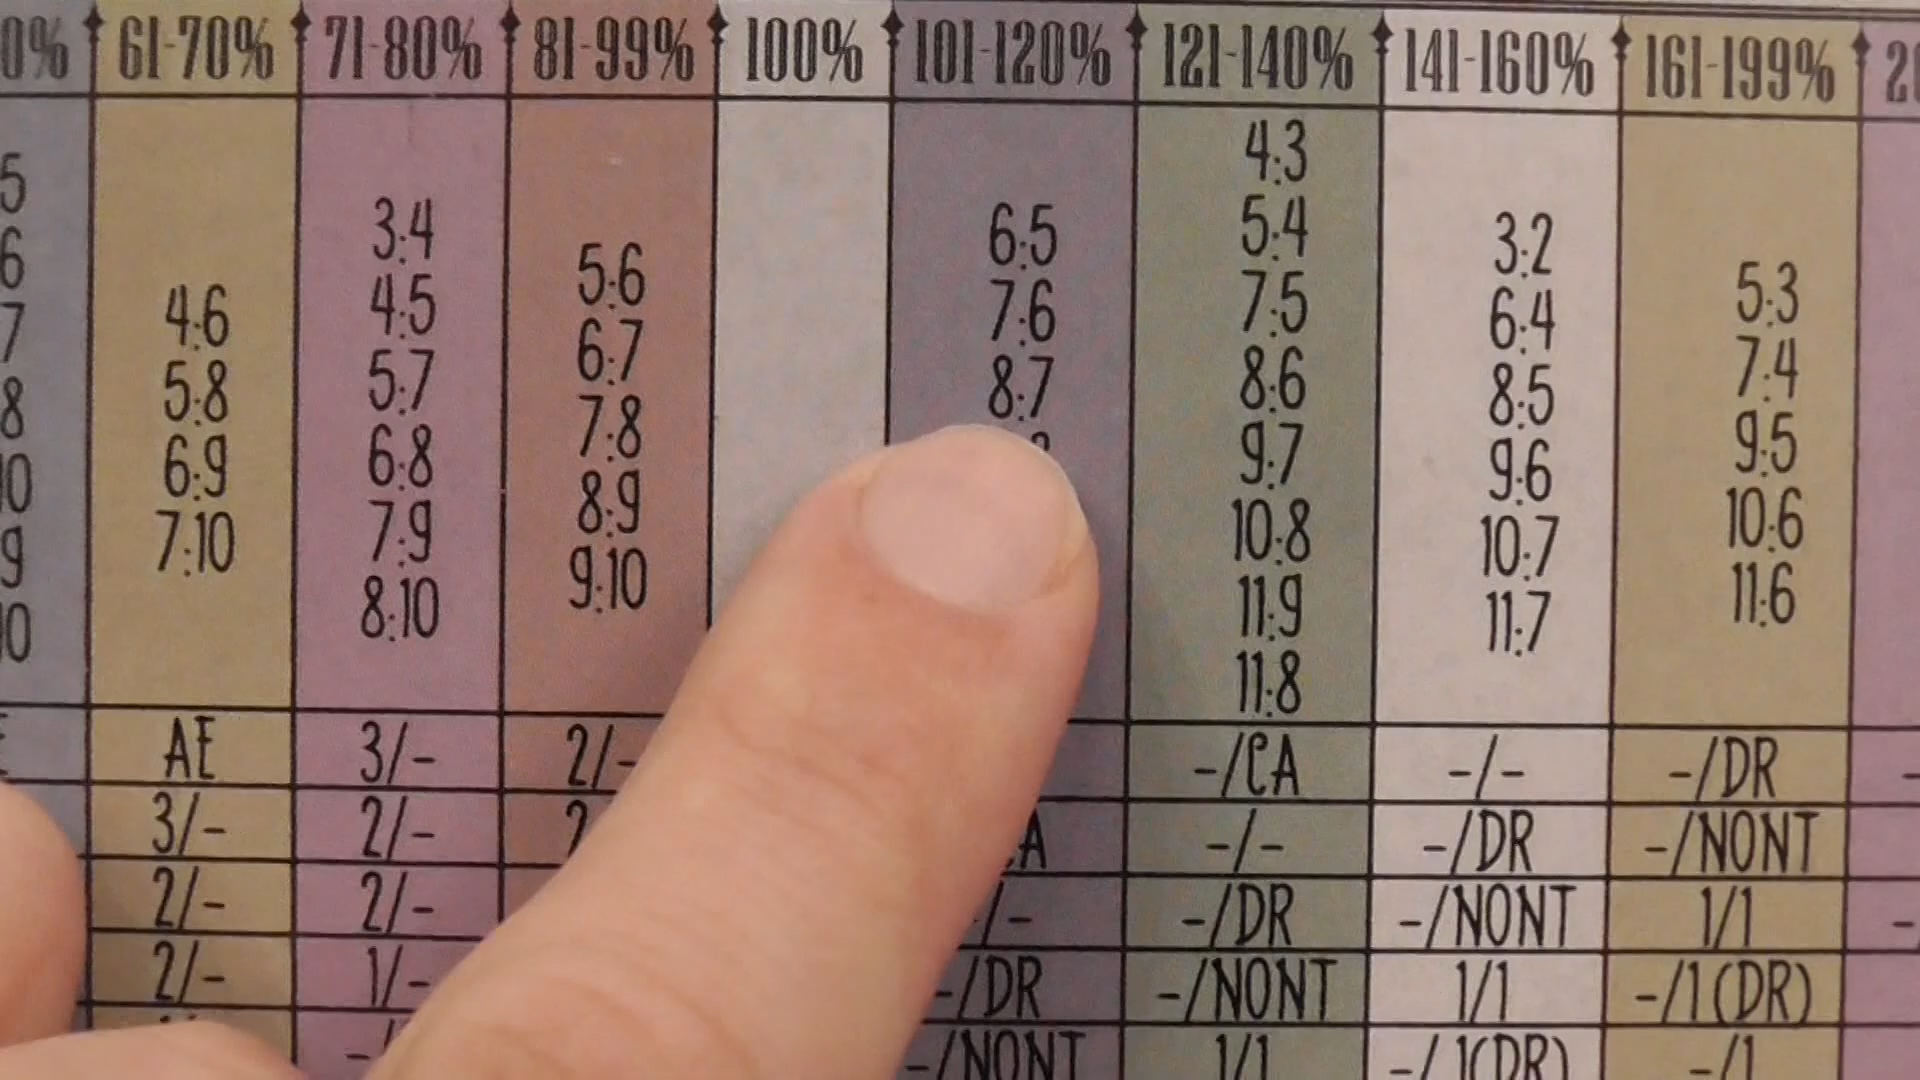 0% 61-70% 71-80% 81-99% 100% 101-120% 121-140% 141-160% 161-199% 20
4:3
5 3:4 6:5 5:4 3:2
6 4:6 4:5 5:6 7:6 7:5 6:4 5:3
7 5:8 5:7 6:7 8:7 8:6 8:5 7:4
8 6:9 6:8 7:8 9:7 9:6 9:5
10 7:10 7:9 8:9 10:8 10:7 10:6
9 8:10 9:10 11:9 11:7 11:6
10 11:8
AE 3/- 2/- -/CA -/- -/DR
3/- 2/- 2 A -/- -/DR -/NONT
2/- 2/- /- -/DR -/NONT 1/1
2/- 1/- -/DR -/NONT 1/1 -/1(DR)
-/NONT 1/1 -/1(DR) -/1